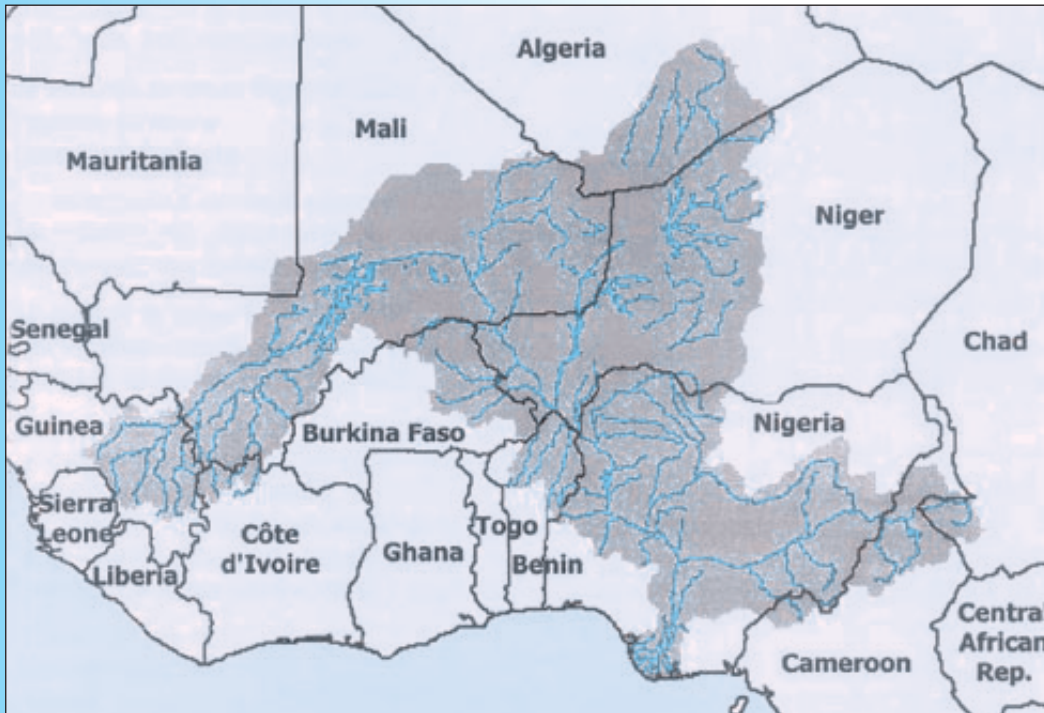 Algeria
Mali
Mauritania
Niger
Senegal
Chad
Guinea
Burkina Faso
Nigeria
Sierra
Leone
Côte
d'Ivoire
Ghana
Togo
Benin
Liberia
Central
African
Rep.
Cameroon